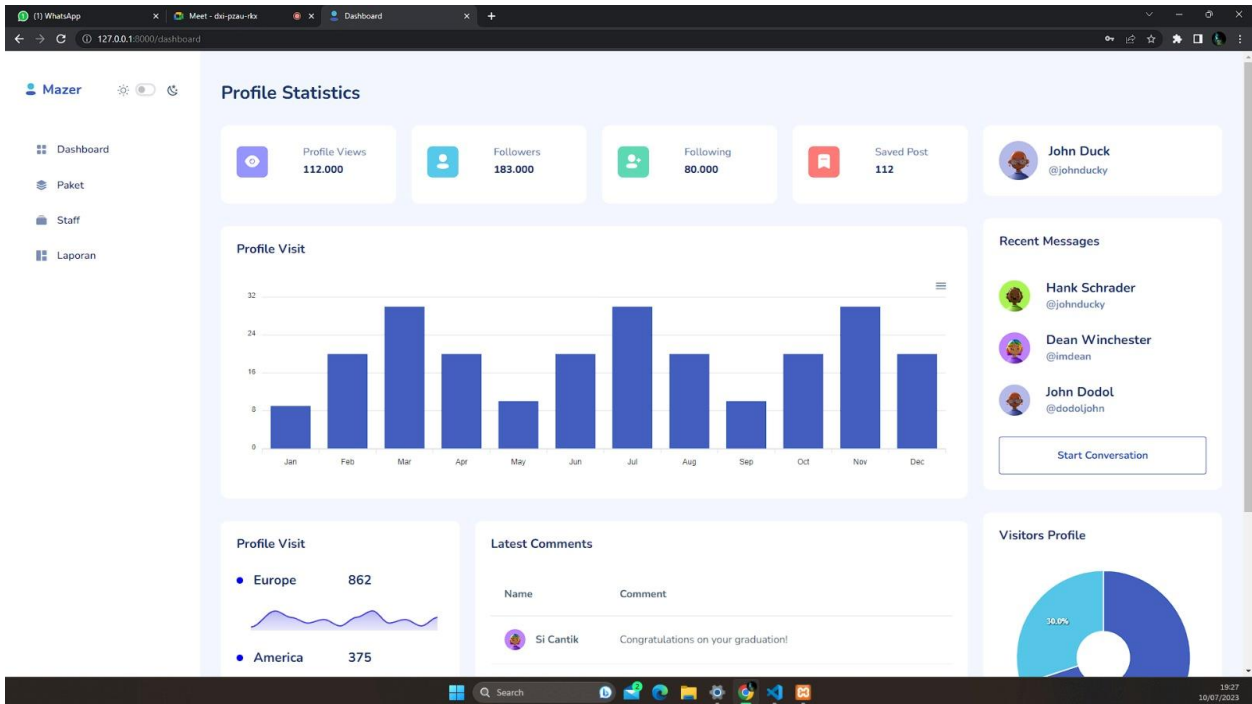 (1) WhatsApp
Meet - dxi-pzau-rkx
Dashboard
127.0.0.1:8000/dashboard
Mazer
Dashboard
Paket
Staff
Laporan
Profile Statistics
Profile Views
112.000
Followers
183.000
Following
80.000
Saved Post
112
John Duck
@johnducky
Profile Visit
32
24
16
8
0
Jan Feb Mar Apr May Jun Jul Aug Sep Oct Nov Dec
Recent Messages
Hank Schrader
@johnducky
Dean Winchester
@imdean
John Dodol
@dodoljohn
Start Conversation
Profile Visit
Europe 862
America 375
Latest Comments
Name Comment
Si Cantik Congratulations on your graduation!
Visitors Profile
30.0%
Search
19:27
10/07/2023